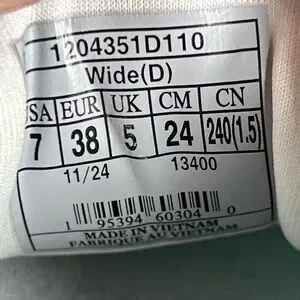 1204351D110
Wide(D)
USA EUR UK CM CN
7 38 5 24 240(1.5)
11/24 13400
1 95394 60304 0
MADE IN VIETNAM
FABRIQUE AU VIETNAM